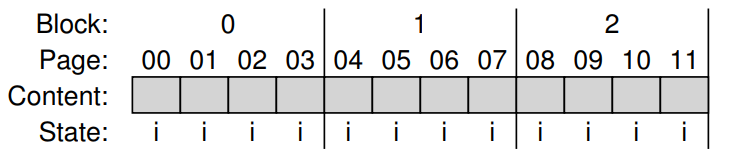 Block: 0 1 2
Page: 00 01 02 03 04 05 06 07 08 09 10 11
Content:
State: i i i i i i i i i i i i